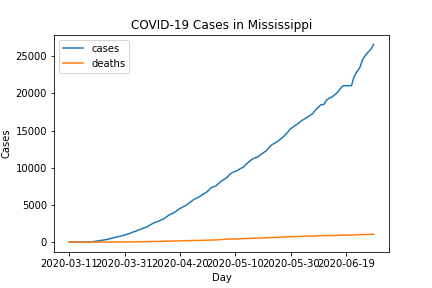 COVID-19 Cases in Mississippi
cases
deaths
25000
20000
15000
10000
5000
0
Cases
2020-03-11 2020-03-31 2020-04-20 2020-05-10 2020-05-30 2020-06-19
Day